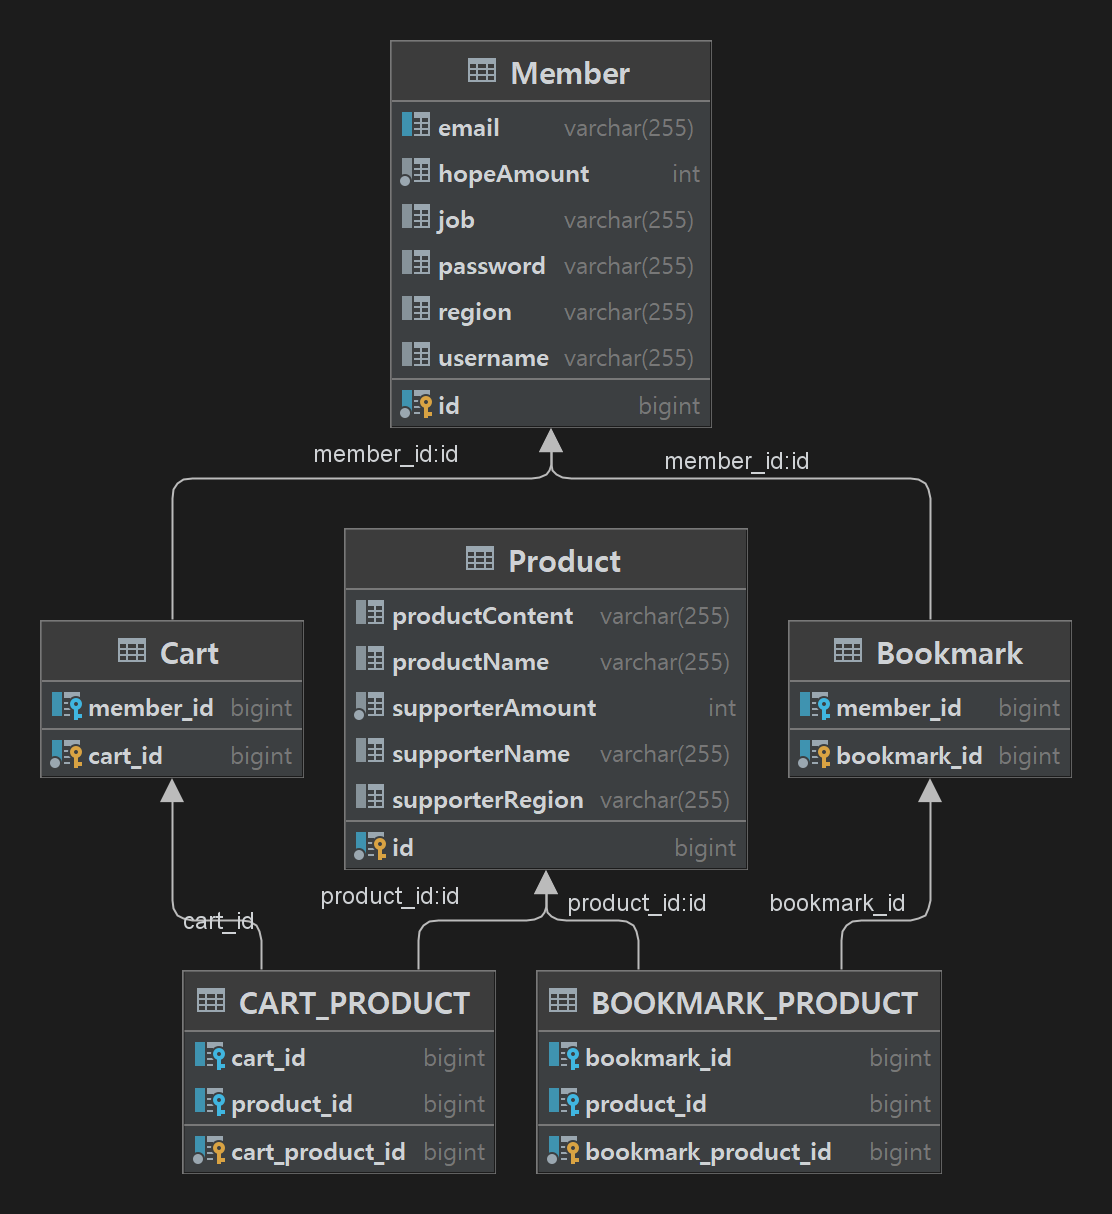 Member
email varchar(255)
hopeAmount int
job varchar(255)
password varchar(255)
region varchar(255)
username varchar(255)
id bigint
member_id:id
member_id:id
Product
productContent varchar(255)
productName varchar(255)
supporterAmount int
supporterName varchar(255)
supporterRegion varchar(255)
id bigint
Cart
member_id bigint
cart_id bigint
Bookmark
member_id bigint
bookmark_id bigint
cart_id
product_id:id
product_id:id
bookmark_id
CART_PRODUCT
cart_id bigint
product_id bigint
cart_product_id bigint
BOOKMARK_PRODUCT
bookmark_id bigint
product_id bigint
bookmark_product_id bigint